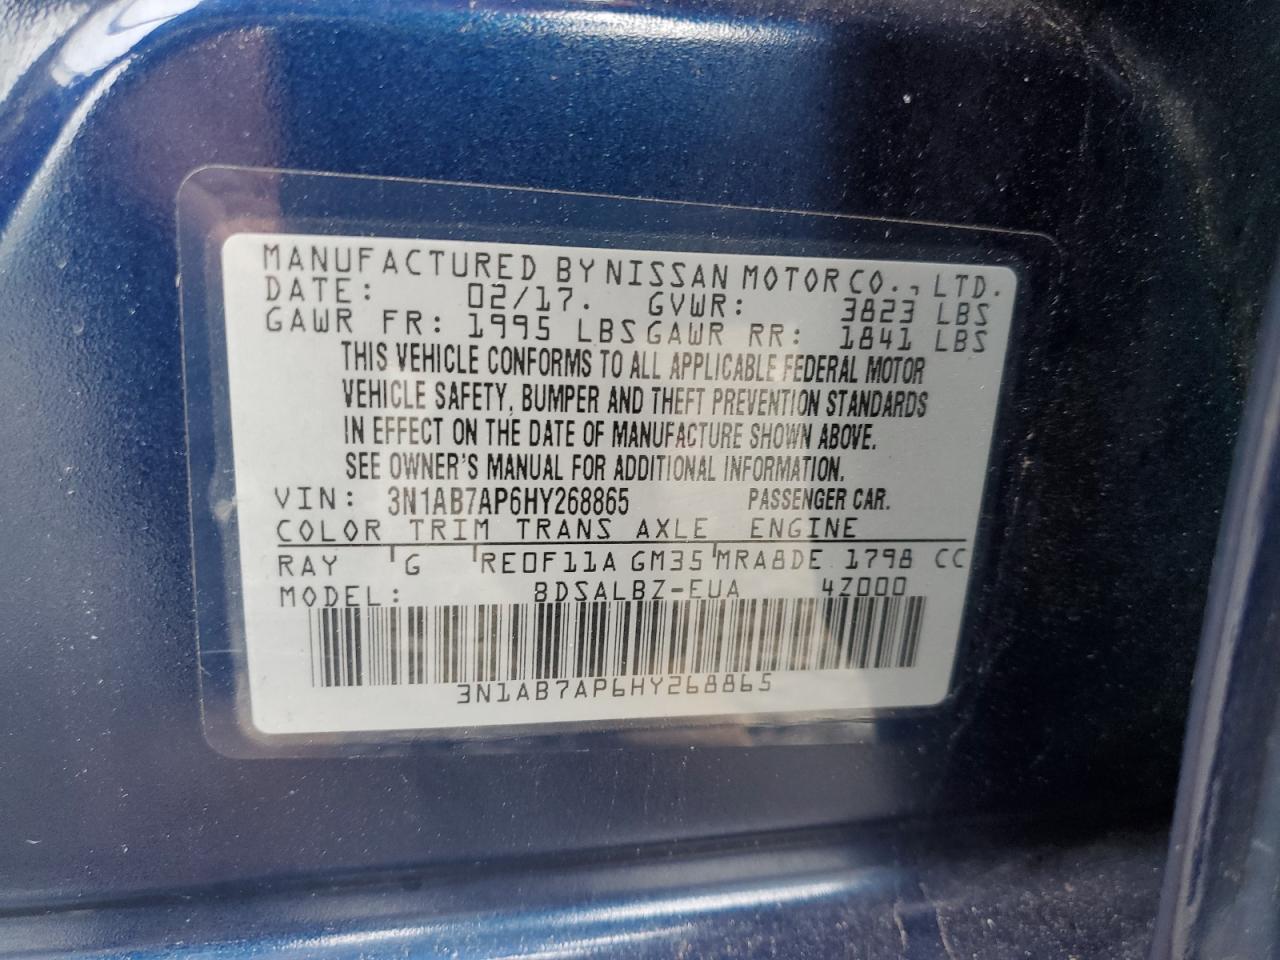 MANUFACTURED BY NISSAN MOTOR CO., LTD.
DATE: 02/17. GVWR: 3823 LBS
GAWR FR: 1995 LBS GAWR RR: 1841 LBS
THIS VEHICLE CONFORMS TO ALL APPLICABLE FEDERAL MOTOR
VEHICLE SAFETY, BUMPER AND THEFT PREVENTION STANDARDS
IN EFFECT ON THE DATE OF MANUFACTURE SHOWN ABOVE.
SEE OWNER'S MANUAL FOR ADDITIONAL INFORMATION.
VIN: 3N1AB7AP6HY268865 PASSENGER CAR.
COLOR TRIM TRANS AXLE ENGINE
RAY G RE0F11A GM35 MRA8DE 1798 CC
MODEL: BDSALBZ-EUA 4Z000
3N1AB7AP6HY268865